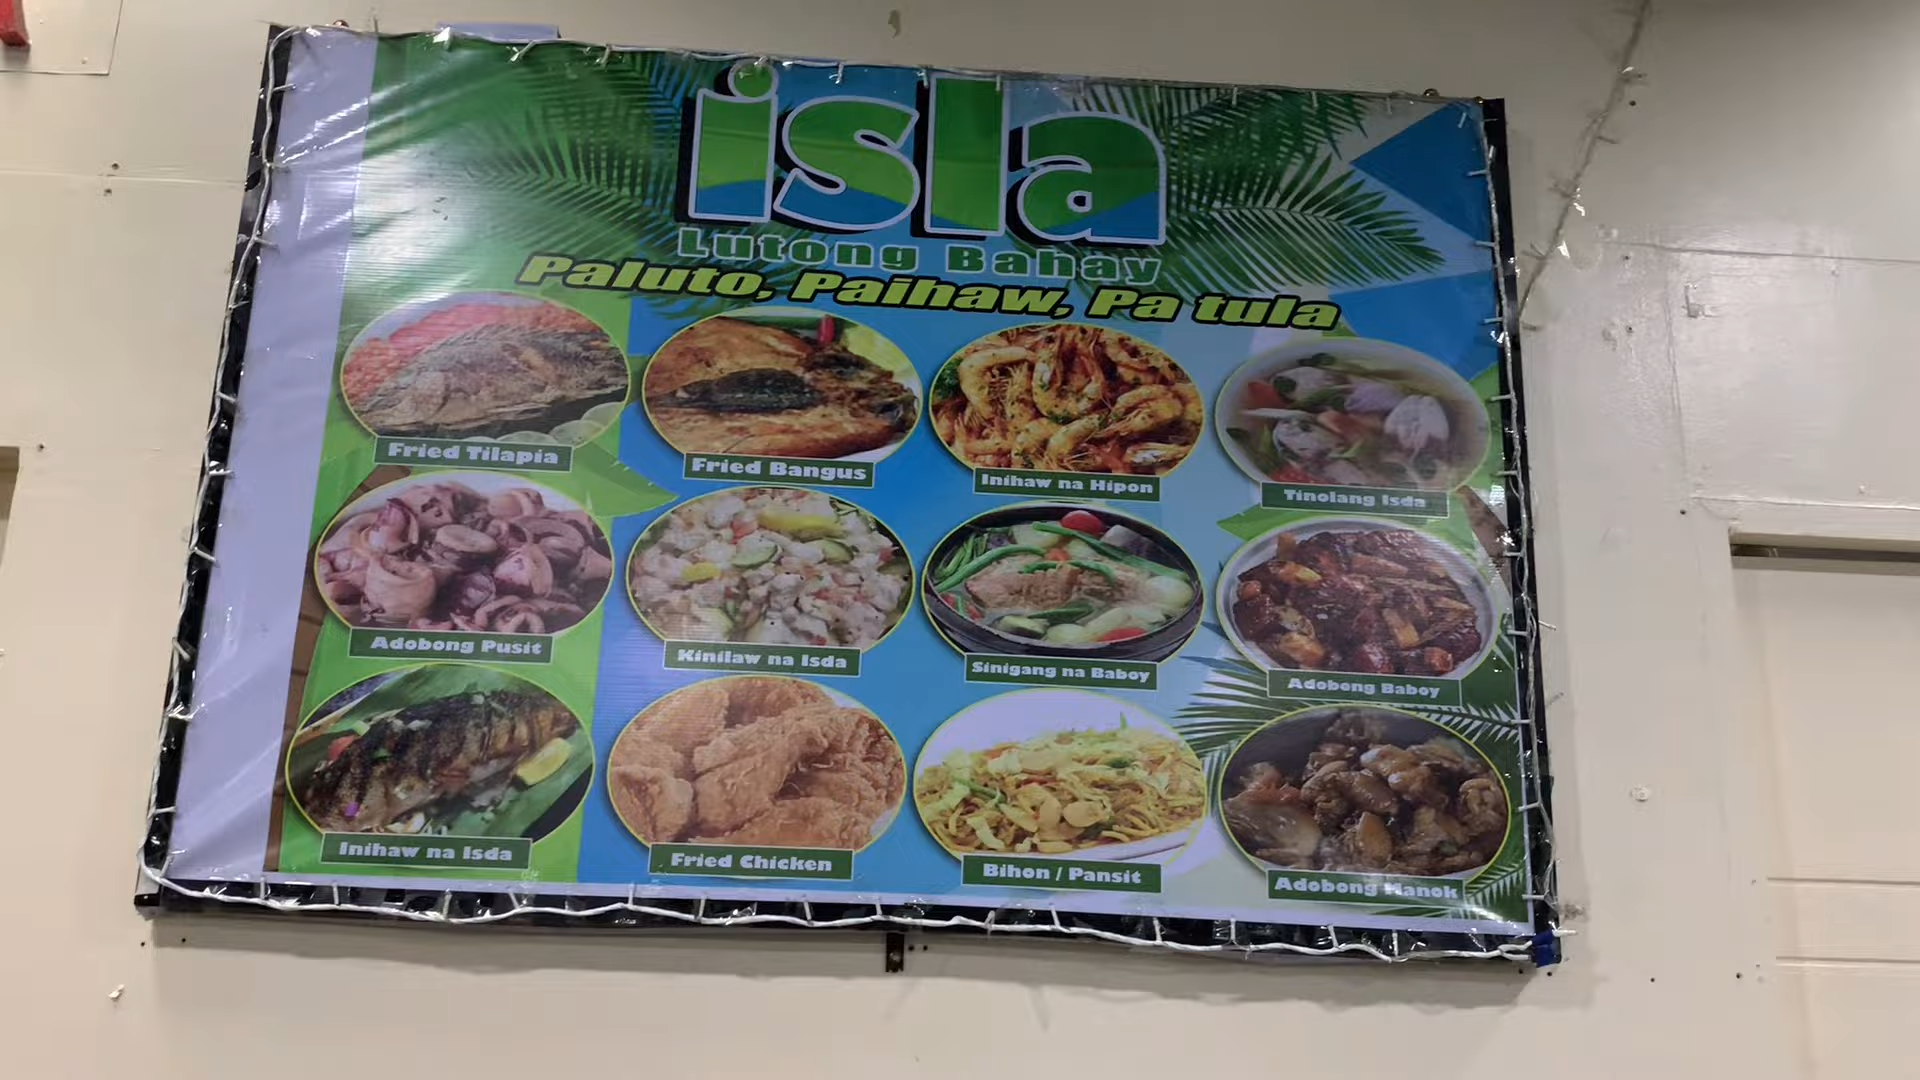 isla
Lutong Bahay
Paluto, Paihaw, Pa tula
Fried Tilapia
Fried Bangus
Inihaw na Hipon
Tinolang Isda
Adobong Pusit
Kinilaw na Isda
Sinigang na Baboy
Adobong Baboy
Inihaw na Isda
Fried Chicken
Bihon / Pansit
Adobong Manok